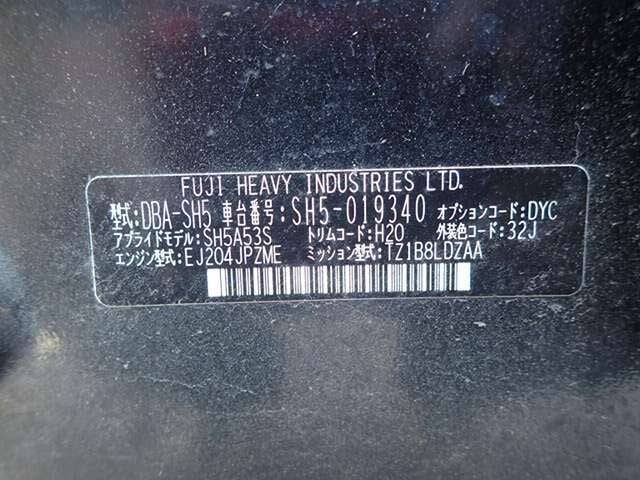 FUJI HEAVY INDUSTRIES LTD.
型式:DBA-SH5 車台番号:SH5-019340 オプションコード:DYC
アプライドモデル:SH5A53S トリムコード:H20 外装色コード:32J
エンジン型式:EJ204JPZME ミッション型式:TZ1B8LDZAA